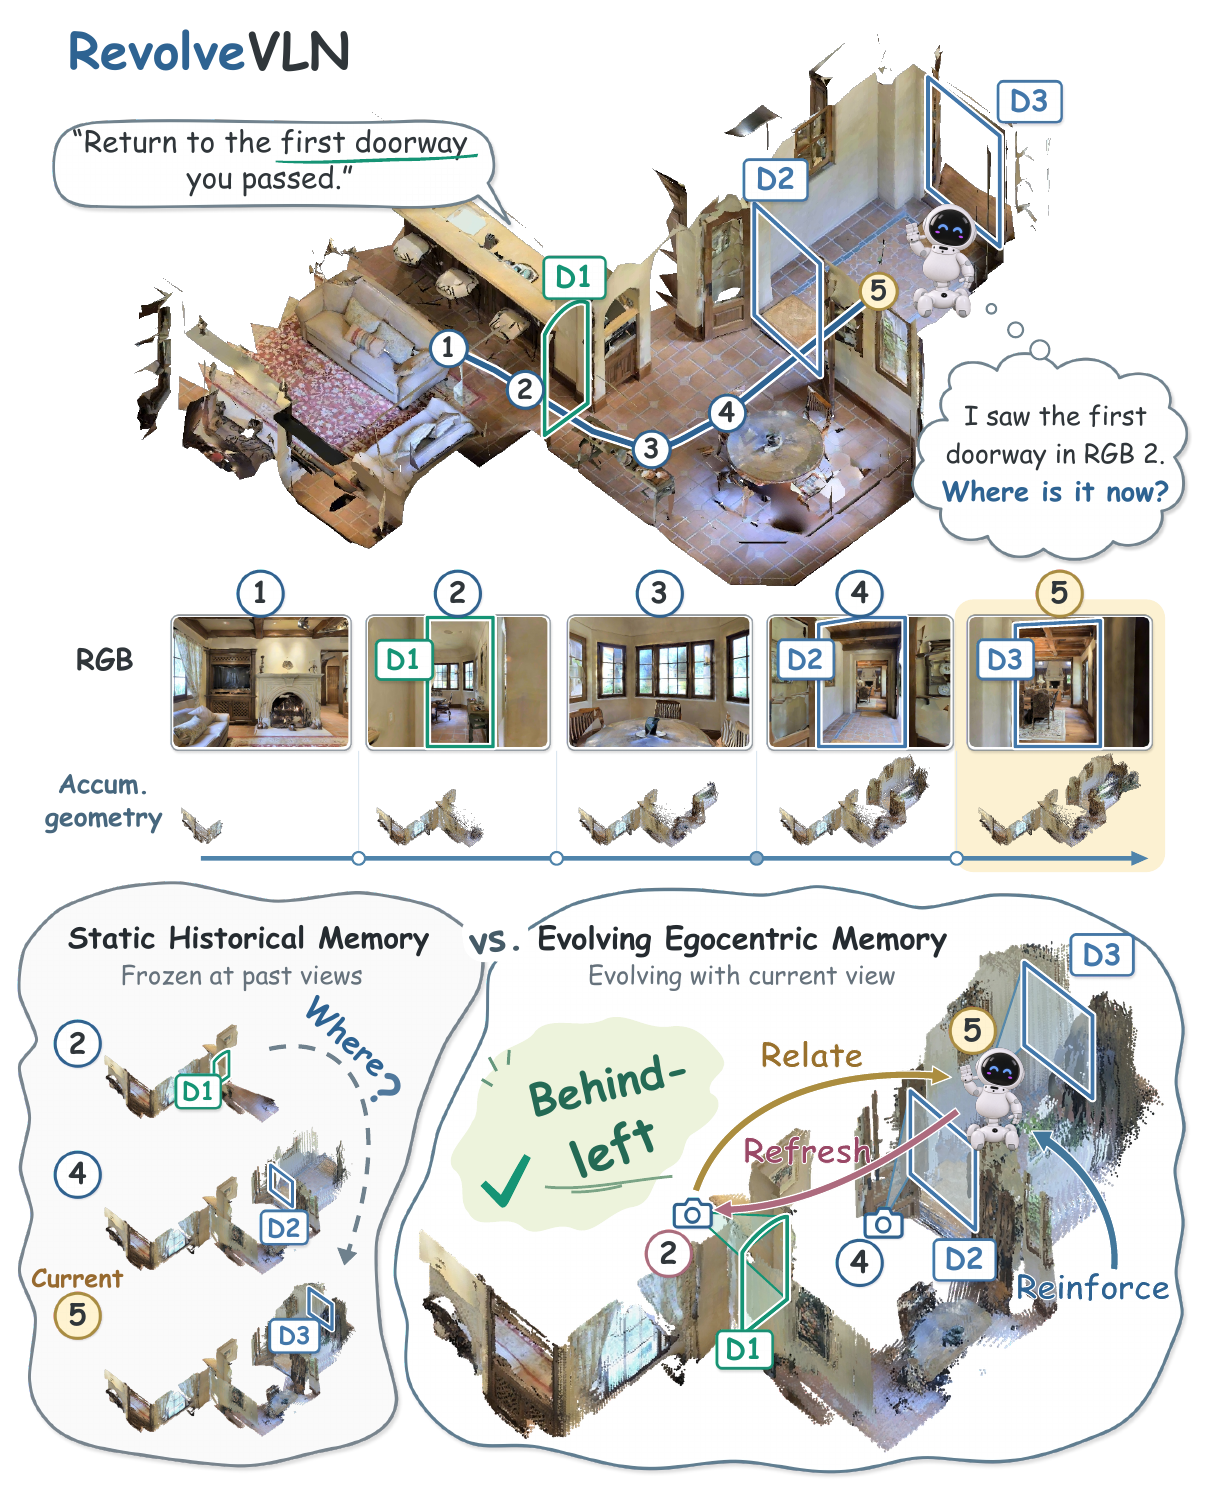 RevolveVLN
“Return to the first doorway
you passed.”
D3
D2
D1
1
2
3
4
5
I saw the first
doorway in RGB 2.
Where is it now?
1
2
3
4
5
RGB
D1
D2
D3
Accum.
geometry
Static Historical Memory
Frozen at past views
vs.
Evolving Egocentric Memory
Evolving with current view
2
D1
Where?
4
D2
Current
5
D3
D3
5
Relate
Behind-
left
Refresh
2
4
D2
Reinforce
D1